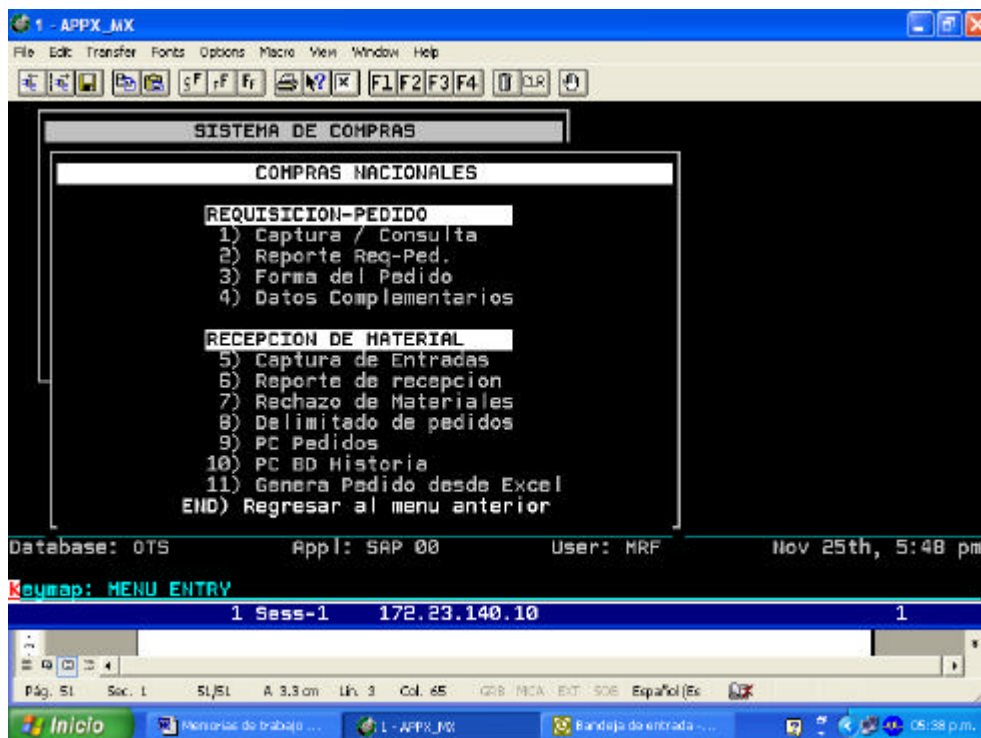 1 - APPX_MX
File Edit Transfer Fonts Options Macro View Window Help
F1 F2 F3 F4 CLR
SISTEMA DE COMPRAS
COMPRAS NACIONALES
REQUISICION-PEDIDO
1) Captura / Consulta
2) Reporte Req-Ped.
3) Forma del Pedido
4) Datos Complementarios
RECEPCION DE MATERIAL
5) Captura de Entradas
6) Reporte de recepcion
7) Rechazo de Materiales
8) Delimitado de pedidos
9) PC Pedidos
10) PC BD Historia
11) Genera Pedido desde Excel
END) Regresar al menu anterior
Database: OTS Appl: SAP 00 User: MRF Nov 25th, 5:48 pm
Keymap: MENU ENTRY
1 Sess-1 172.23.140.10 1
Pág. 51 Sec. 1 51/51 A 3.3 cm Lín. 3 Col. 65 GRB MCA EXT SOB Español (Es
Inicio Memorias de trabajo ... 1 - APPX_MX Bandeja de entrada -... 05:38 p.m.